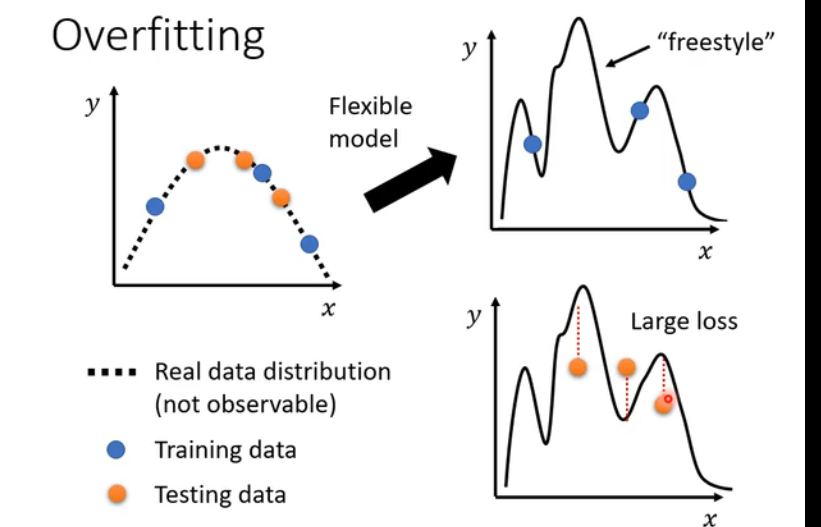 Overfitting
y
x
Flexible
model
y
"freestyle"
x
y
Large loss
x
Real data distribution
(not observable)
Training data
Testing data